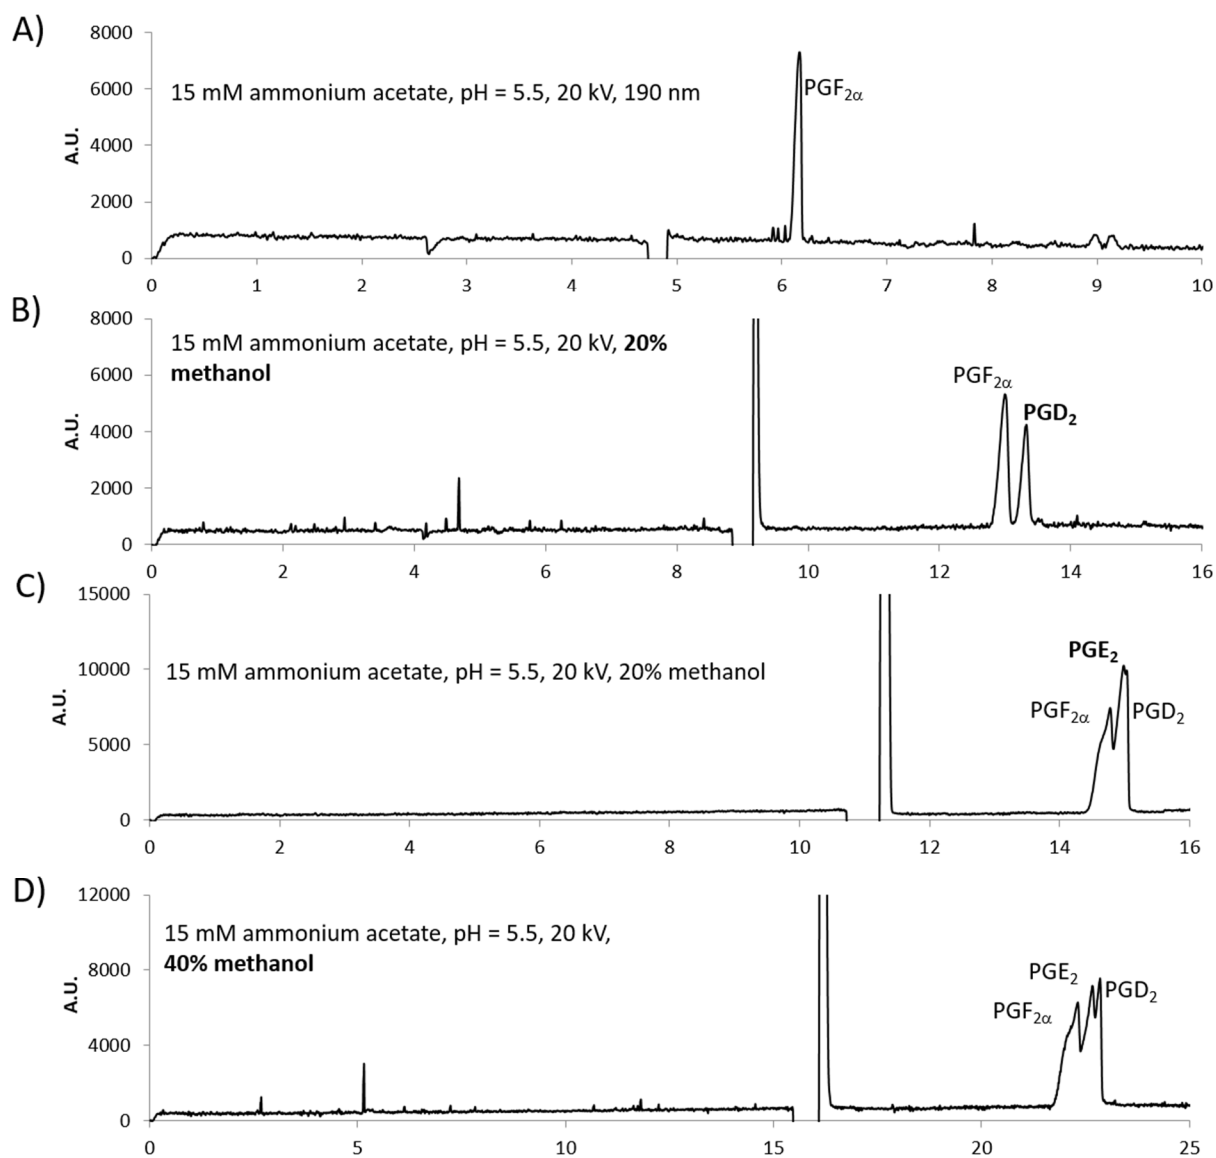 A)
8000
6000
4000
2000
0
A.U.
15 mM ammonium acetate, pH = 5.5, 20 kV, 190 nm
PGF2α
0 1 2 3 4 5 6 7 8 9 10
B)
8000
6000
4000
2000
0
A.U.
15 mM ammonium acetate, pH = 5.5, 20 kV, 20%
methanol
PGF2α
PGD2
0 2 4 6 8 10 12 14 16
C)
15000
10000
5000
0
A.U.
15 mM ammonium acetate, pH = 5.5, 20 kV, 20% methanol
PGE2
PGF2α
PGD2
0 2 4 6 8 10 12 14 16
D)
12000
8000
4000
0
A.U.
15 mM ammonium acetate, pH = 5.5, 20 kV,
40% methanol
PGE2
PGF2α
PGD2
0 5 10 15 20 25